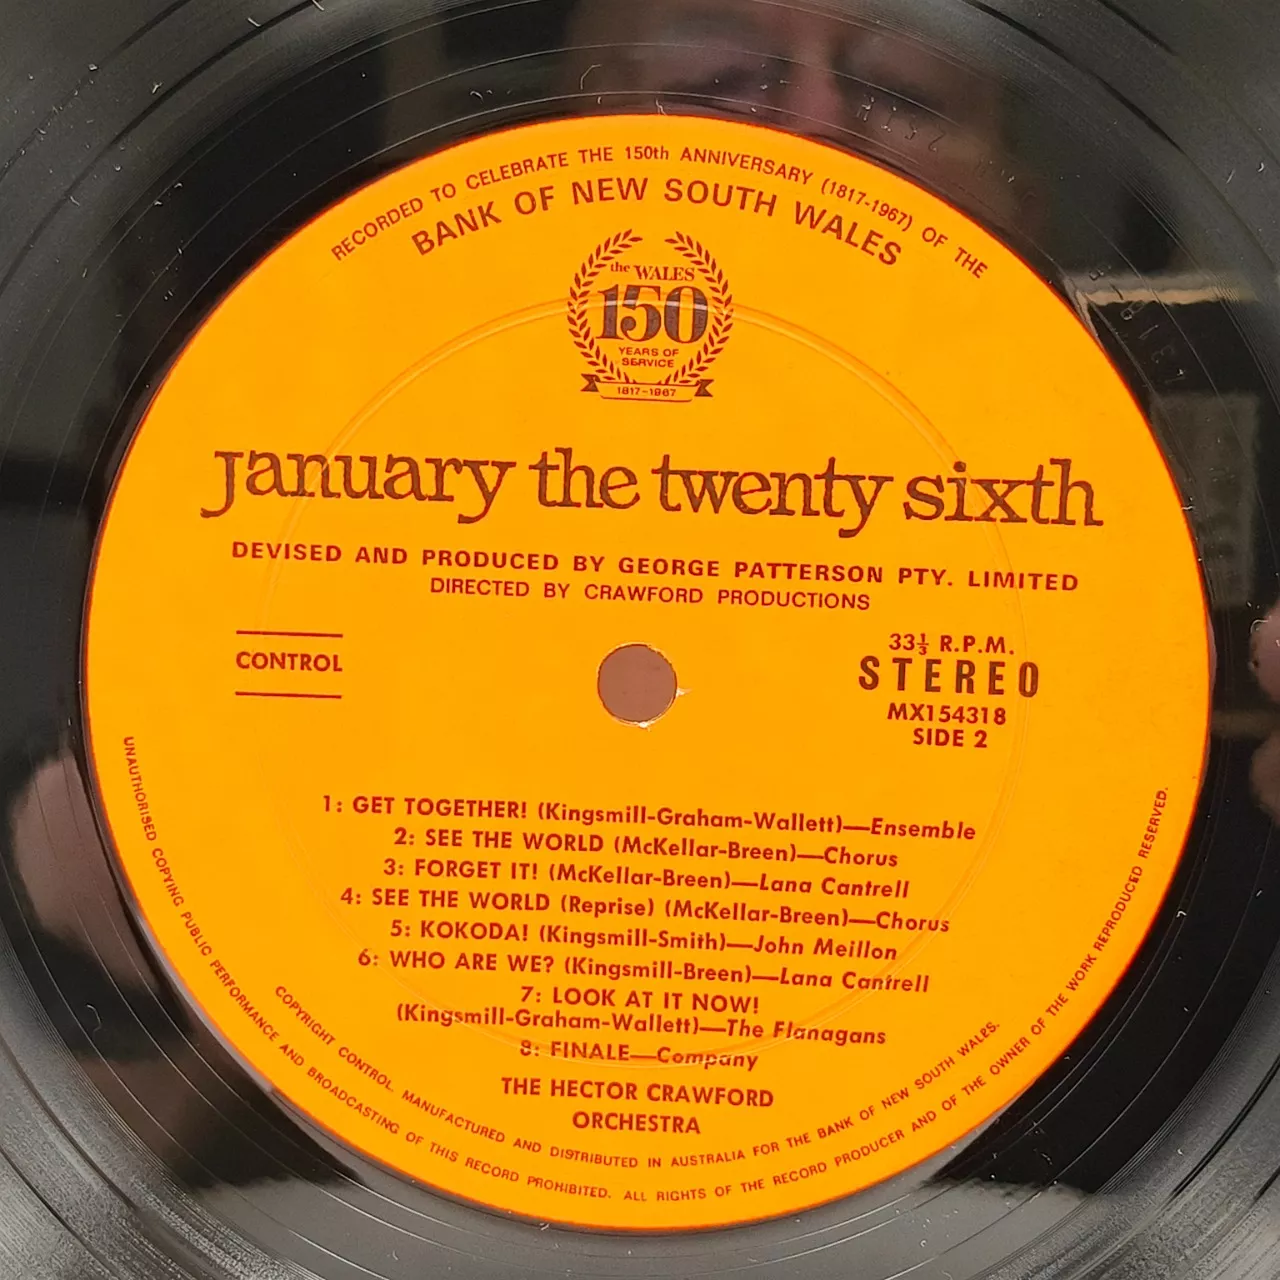 RECORDED TO CELEBRATE THE 150th ANNIVERSARY (1817-1967) OF THE
BANK OF NEW SOUTH WALES
the WALES
150
YEARS OF
SERVICE
1817-1967
january the twenty sixth
DEVISED AND PRODUCED BY GEORGE PATTERSON PTY. LIMITED
DIRECTED BY CRAWFORD PRODUCTIONS
CONTROL
33⅓ R.P.M.
STEREO
MX154318
SIDE 2
1: GET TOGETHER! (Kingsmill-Graham-Wallett)—Ensemble
2: SEE THE WORLD (McKellar-Breen)—Chorus
3: FORGET IT! (McKellar-Breen)—Lana Cantrell
4: SEE THE WORLD (Reprise) (McKellar-Breen)—Chorus
5: KOKODA! (Kingsmill-Smith)—John Meillon
6: WHO ARE WE? (Kingsmill-Breen)—Lana Cantrell
7: LOOK AT IT NOW!
(Kingsmill-Graham-Wallett)—The Flanagans
8: FINALE—Company
THE HECTOR CRAWFORD
ORCHESTRA
COPYRIGHT CONTROL. MANUFACTURED AND DISTRIBUTED IN AUSTRALIA FOR THE BANK OF NEW SOUTH WALES.
UNAUTHORISED COPYING PUBLIC PERFORMANCE AND BROADCASTING OF THIS RECORD PROHIBITED. ALL RIGHTS OF THE RECORD PRODUCER AND OF THE OWNER OF THE WORK REPRODUCED RESERVED.